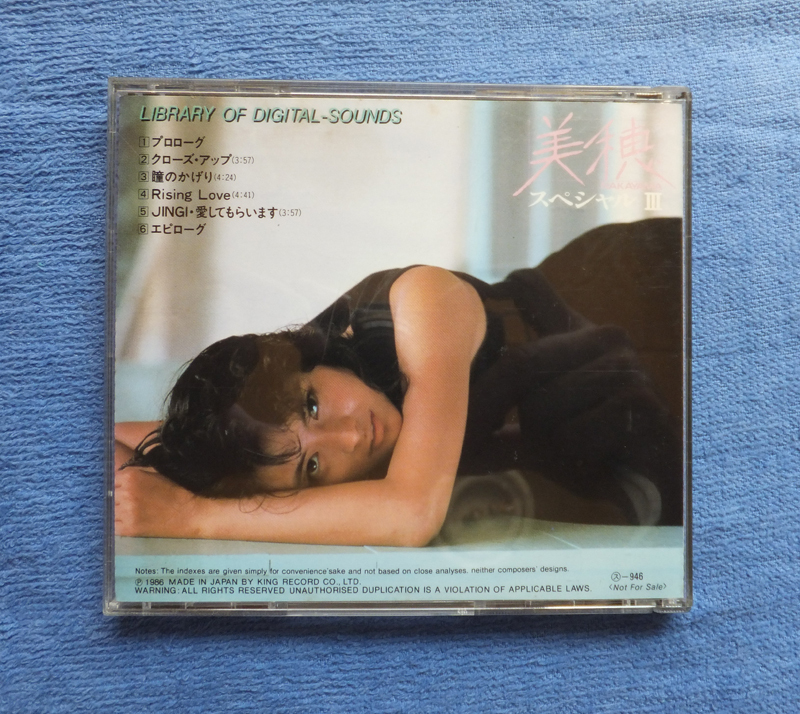 LIBRARY OF DIGITAL-SOUNDS
1 プロローグ
2 クローズ・アップ(3:57)
3 瞳のかげり(4:24)
4 Rising Love(4:41)
5 JINGI・愛してもらいます(3:57)
6 エピローグ
美穂
スペシャル III
Notes: The indexes are given simply for convenience'sake and not based on close analyses. neither composers' designs.
Ⓟ 1986 MADE IN JAPAN BY KING RECORD CO., LTD.
WARNING: ALL RIGHTS RESERVED UNAUTHORISED DUPLICATION IS A VIOLATION OF APPLICABLE LAWS.
㋜-946
<Not For Sale>